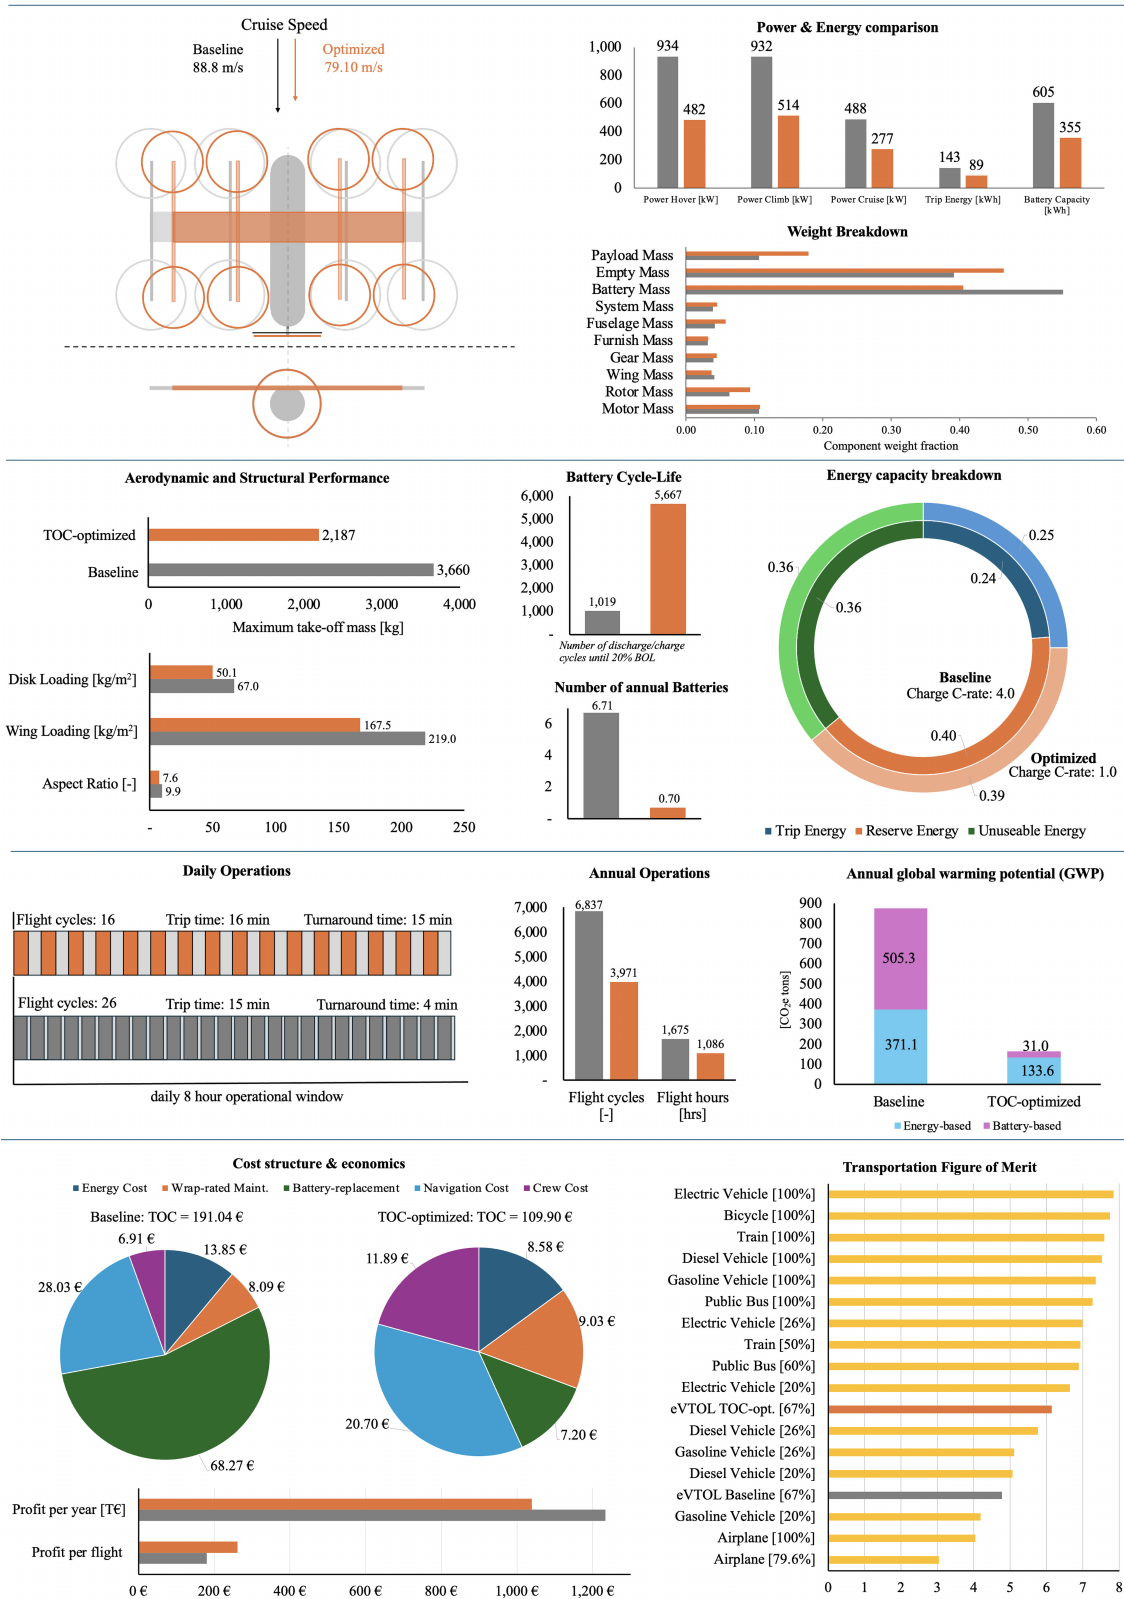 Cruise Speed
Baseline
88.8 m/s
Optimized
79.10 m/s
Power & Energy comparison
1,000
800
600
400
200
0
934
482
932
514
488
277
143
89
605
355
Power Hover [kW]
Power Climb [kW]
Power Cruise [kW]
Trip Energy [kWh]
Battery Capacity
[kWh]
Weight Breakdown
Payload Mass
Empty Mass
Battery Mass
System Mass
Fuselage Mass
Furnish Mass
Gear Mass
Wing Mass
Rotor Mass
Motor Mass
0.00
0.10
0.20
0.30
0.40
0.50
0.60
Component weight fraction
Aerodynamic and Structural Performance
TOC-optimized
2,187
Baseline
3,660
0
1,000
2,000
3,000
4,000
Maximum take-off mass [kg]
Disk Loading [kg/m²]
50.1
67.0
Wing Loading [kg/m²]
167.5
219.0
Aspect Ratio [-]
7.6
9.9
-
50
100
150
200
250
Battery Cycle-Life
6,000
5,000
4,000
3,000
2,000
1,000
-
1,019
5,667
Number of discharge/charge
cycles until 20% BOL
Number of annual Batteries
6
4
2
-
6.71
0.70
Energy capacity breakdown
0.25
0.24
0.36
0.36
Baseline
Charge C-rate: 4.0
0.40
Optimized
Charge C-rate: 1.0
0.39
Trip Energy
Reserve Energy
Unuseable Energy
Daily Operations
Flight cycles: 16
Trip time: 16 min
Turnaround time: 15 min
Flight cycles: 26
Trip time: 15 min
Turnaround time: 4 min
daily 8 hour operational window
Annual Operations
7,000
6,000
5,000
4,000
3,000
2,000
1,000
-
6,837
3,971
1,675
1,086
Flight cycles
[-]
Flight hours
[hrs]
Annual global warming potential (GWP)
[CO₂e tons]
900
800
700
600
500
400
300
200
100
0
505.3
371.1
31.0
133.6
Baseline
TOC-optimized
Energy-based
Battery-based
Cost structure & economics
Energy Cost
Wrap-rated Maint.
Battery-replacement
Navigation Cost
Crew Cost
Baseline: TOC = 191.04 €
6.91 €
13.85 €
8.09 €
28.03 €
68.27 €
TOC-optimized: TOC = 109.90 €
11.89 €
8.58 €
9.03 €
20.70 €
7.20 €
Profit per year [T€]
Profit per flight
0 €
200 €
400 €
600 €
800 €
1,000 €
1,200 €
Transportation Figure of Merit
Electric Vehicle [100%]
Bicycle [100%]
Train [100%]
Diesel Vehicle [100%]
Gasoline Vehicle [100%]
Public Bus [100%]
Electric Vehicle [26%]
Train [50%]
Public Bus [60%]
Electric Vehicle [20%]
eVTOL TOC-opt. [67%]
Diesel Vehicle [26%]
Gasoline Vehicle [26%]
Diesel Vehicle [20%]
eVTOL Baseline [67%]
Gasoline Vehicle [20%]
Airplane [100%]
Airplane [79.6%]
0
1
2
3
4
5
6
7
8